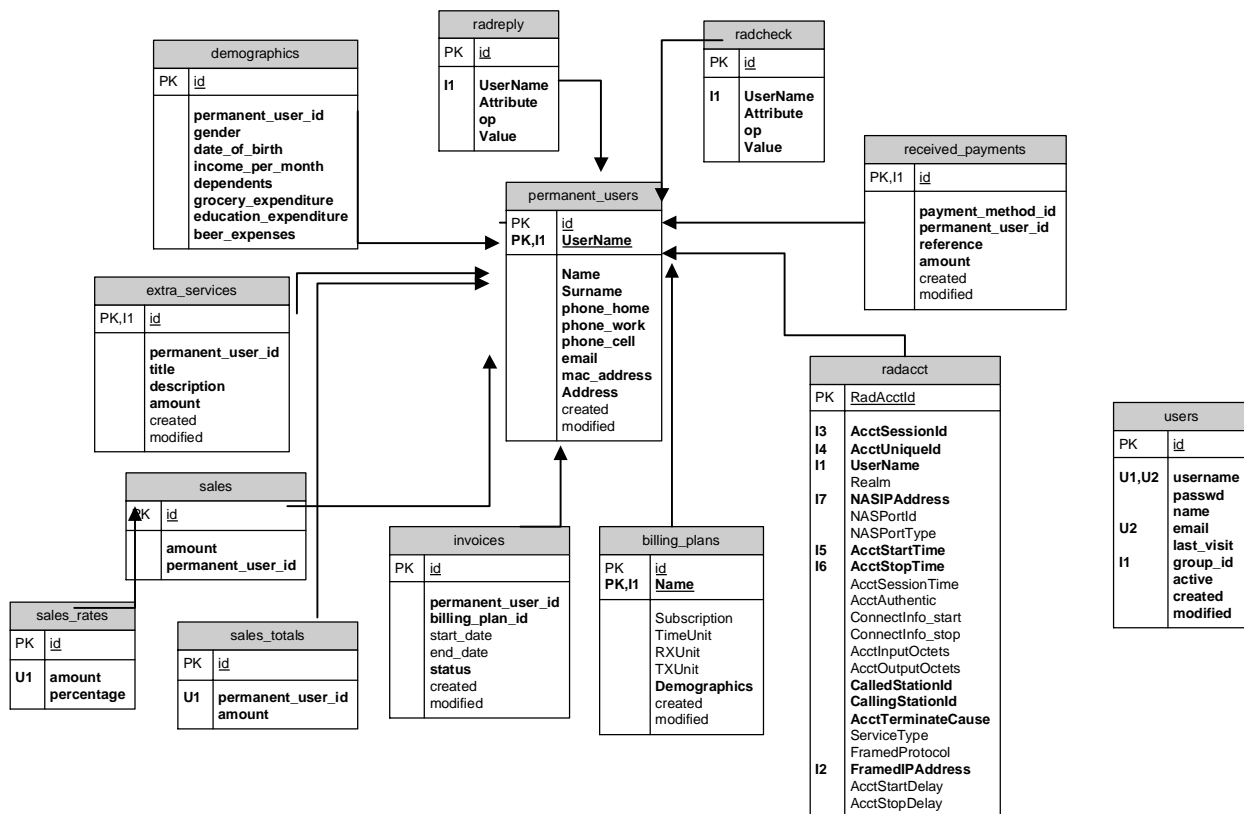 radreply
PK id
I1 UserName
Attribute
op
Value
radcheck
PK id
I1 UserName
Attribute
op
Value
demographics
PK id
permanent_user_id
gender
date_of_birth
income_per_month
dependents
grocery_expenditure
education_expenditure
beer_expenses
received_payments
PK,I1 id
payment_method_id
permanent_user_id
reference
amount
created
modified
permanent_users
PK id
PK,I1 UserName
Name
Surname
phone_home
phone_work
phone_cell
email
mac_address
Address
created
modified
extra_services
PK,I1 id
permanent_user_id
title
description
amount
created
modified
radacct
PK RadAcctId
I3 AcctSessionId
I4 AcctUniqueId
I1 UserName
Realm
I7 NASIPAddress
NASPortId
NASPortType
I5 AcctStartTime
I6 AcctStopTime
AcctSessionTime
AcctAuthentic
ConnectInfo_start
ConnectInfo_stop
AcctInputOctets
AcctOutputOctets
CalledStationId
CallingStationId
AcctTerminateCause
ServiceType
FramedProtocol
I2 FramedIPAddress
AcctStartDelay
AcctStopDelay
users
PK id
U1,U2 username
passwd
name
U2 email
last_visit
I1 group_id
active
created
modified
sales
PK id
amount
permanent_user_id
invoices
PK id
permanent_user_id
billing_plan_id
start_date
end_date
status
created
modified
billing_plans
PK id
PK,I1 Name
Subscription
TimeUnit
RXUnit
TXUnit
Demographics
created
modified
sales_rates
PK id
U1 amount
percentage
sales_totals
PK id
U1 permanent_user_id
amount